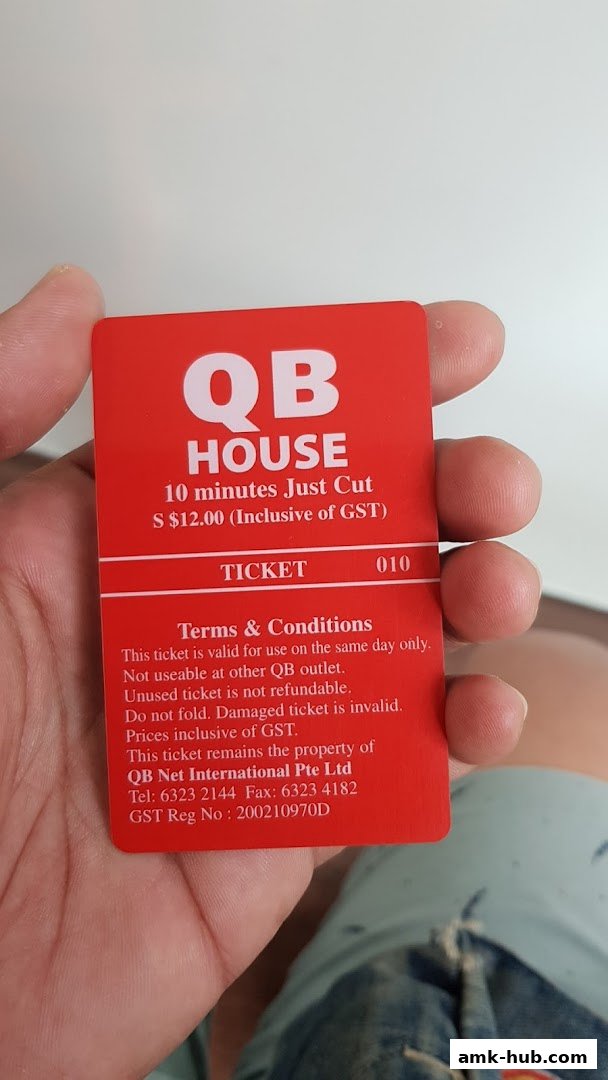 QB
HOUSE
10 minutes Just Cut
S $12.00 (Inclusive of GST)
TICKET 010
Terms & Conditions
This ticket is valid for use on the same day only.
Not useable at other QB outlet.
Unused ticket is not refundable.
Do not fold. Damaged ticket is invalid.
Prices inclusive of GST.
This ticket remains the property of
QB Net International Pte Ltd
Tel: 6323 2144 Fax: 6323 4182
GST Reg No : 200210970D
amk-hub.com